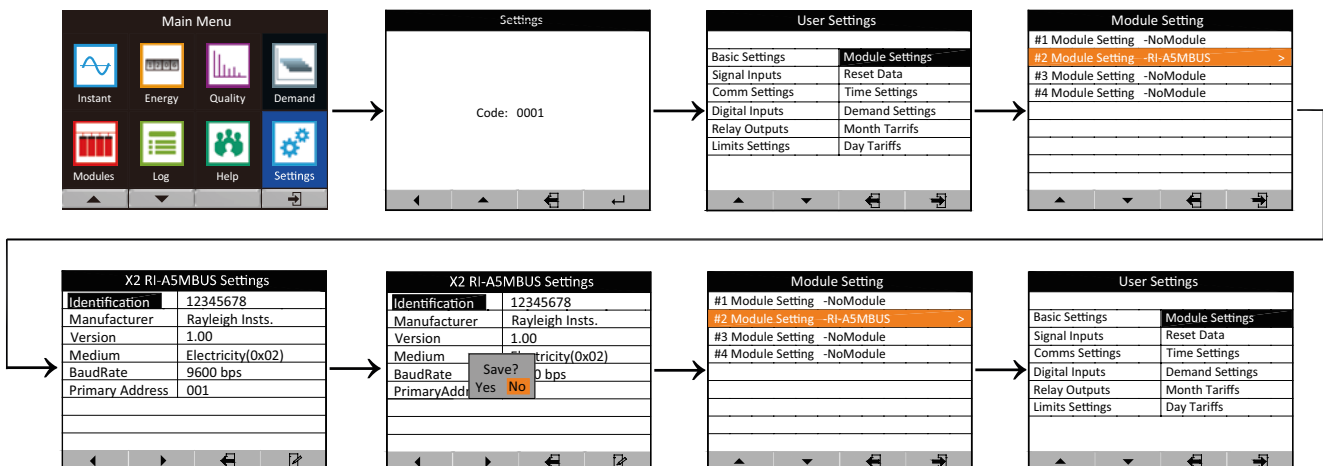 Main Menu
Instant Energy Quality Demand
Modules Log Help Settings
Settings
Code: 0001
User Settings
Basic Settings Module Settings
Signal Inputs Reset Data
Comm Settings Time Settings
Digital Inputs Demand Settings
Relay Outputs Month Tarrifs
Limits Settings Day Tariffs
Module Setting
#1 Module Setting -NoModule
#2 Module Setting -RI-A5MBUS >
#3 Module Setting -NoModule
#4 Module Setting -NoModule
X2 RI-A5MBUS Settings
Identification 12345678
Manufacturer Rayleigh Insts.
Version 1.00
Medium Electricity(0x02)
BaudRate 9600 bps
Primary Address 001
X2 RI-A5MBUS Settings
Identification 12345678
Manufacturer Rayleigh Insts.
Version 1.00
Medium tricity(0x02)
BaudRate 0 bps
PrimaryAddr
Save?
Yes No
Module Setting
#1 Module Setting -NoModule
#2 Module Setting -RI-A5MBUS >
#3 Module Setting -NoModule
#4 Module Setting -NoModule
User Settings
Basic Settings Module Settings
Signal Inputs Reset Data
Comms Settings Time Settings
Digital Inputs Demand Settings
Relay Outputs Month Tariffs
Limits Settings Day Tariffs